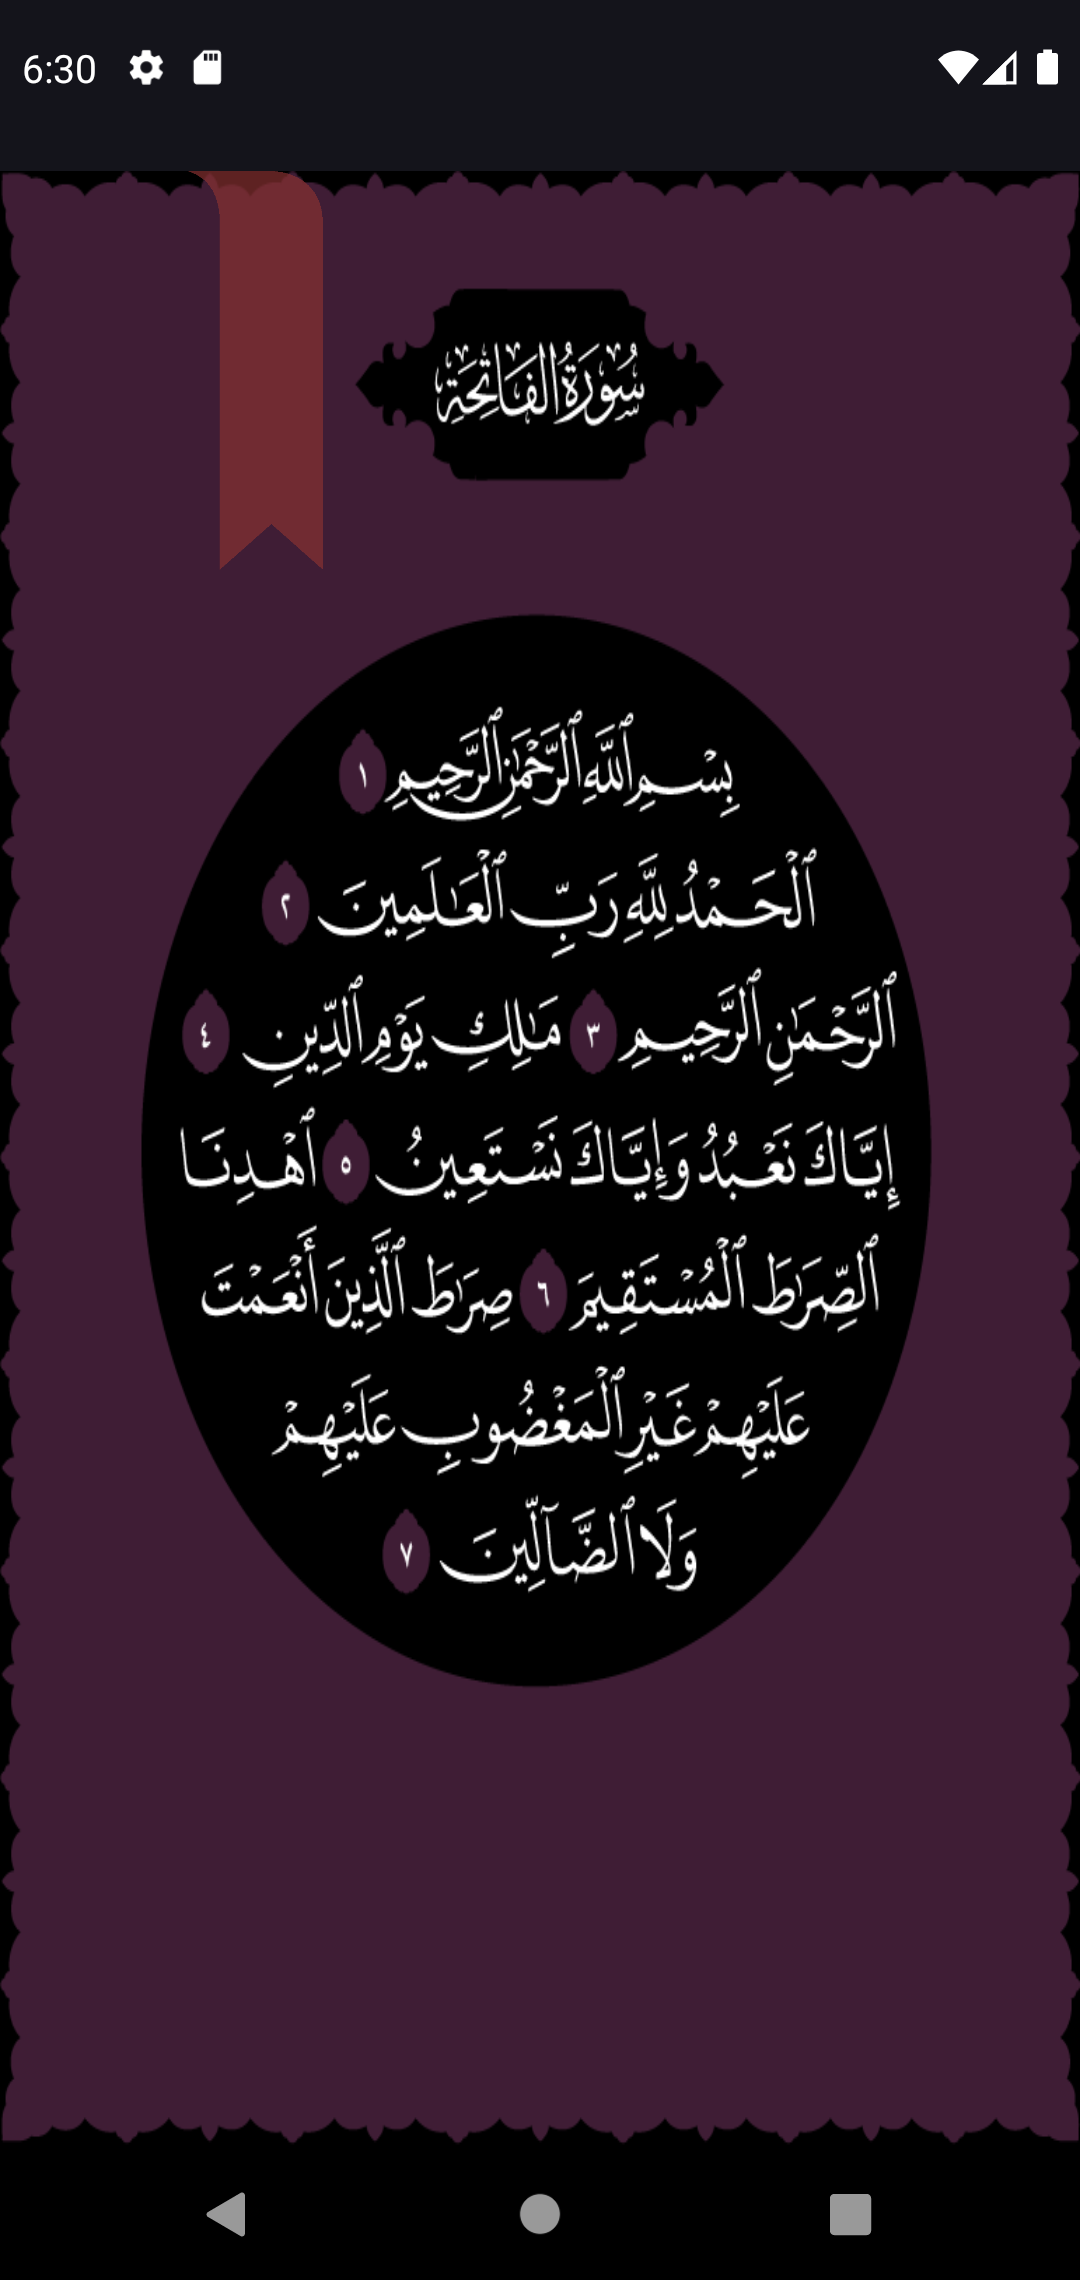 6:30
سُورَةُ الفَاتِحَةِ
بِسْمِ ٱللَّهِ ٱلرَّحْمَٰنِ ٱلرَّحِيمِ ١
ٱلْحَمْدُ لِلَّهِ رَبِّ ٱلْعَٰلَمِينَ ٢
ٱلرَّحْمَٰنِ ٱلرَّحِيمِ ٣ مَٰلِكِ يَوْمِ ٱلدِّينِ ٤
إِيَّاكَ نَعْبُدُ وَإِيَّاكَ نَسْتَعِينُ ٥ ٱهْدِنَا
ٱلصِّرَٰطَ ٱلْمُسْتَقِيمَ ٦ صِرَٰطَ ٱلَّذِينَ أَنْعَمْتَ
عَلَيْهِمْ غَيْرِ ٱلْمَغْضُوبِ عَلَيْهِمْ
وَلَا ٱلضَّآلِّينَ ٧